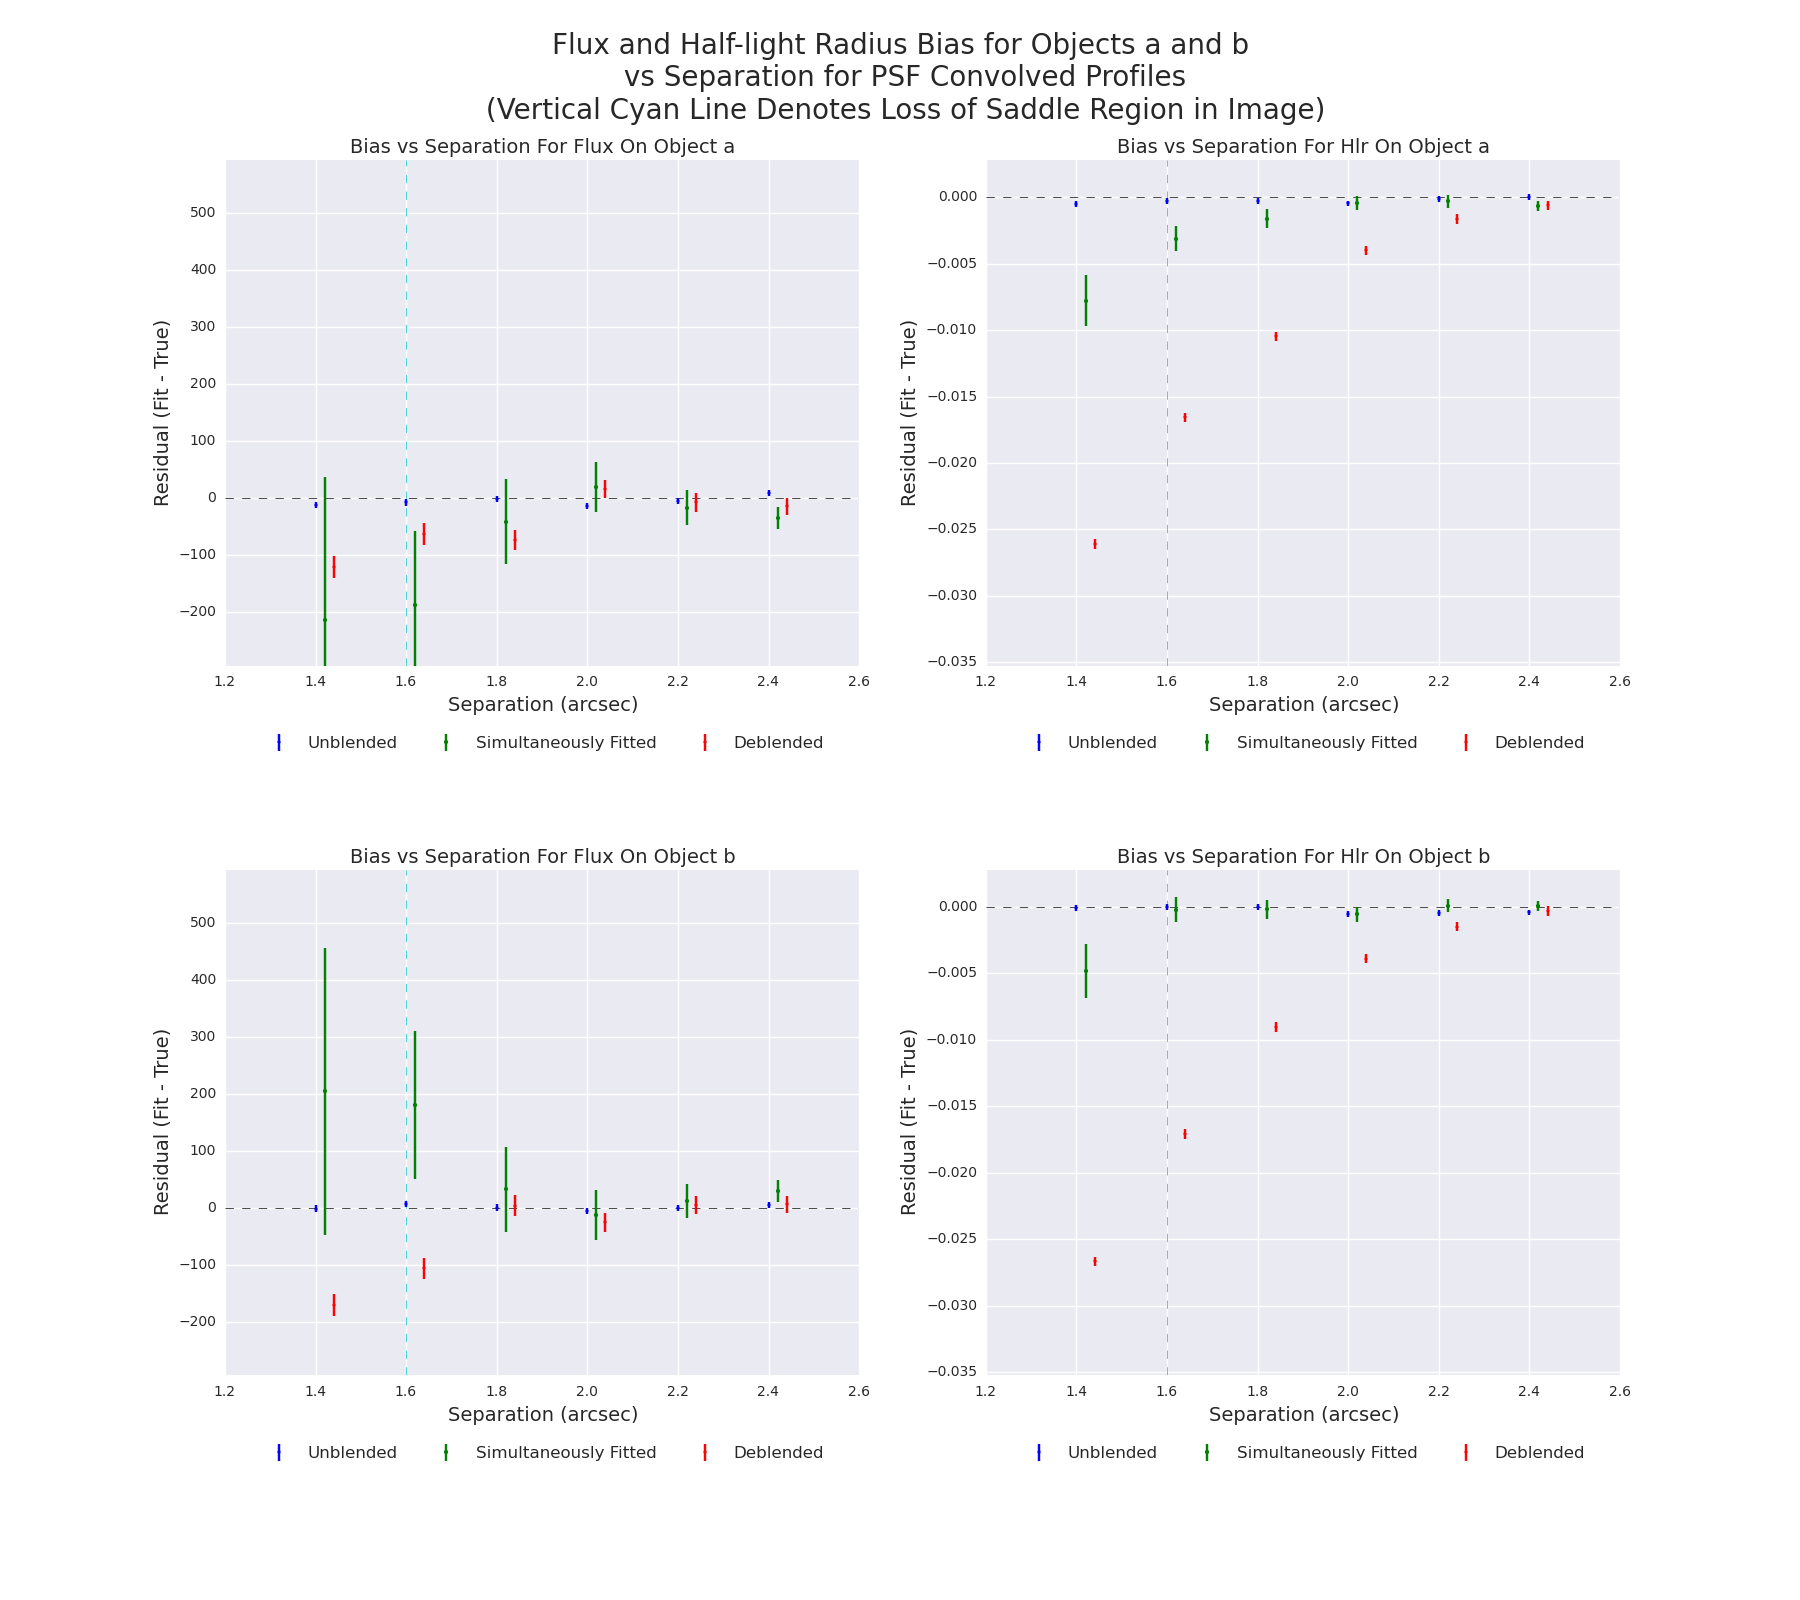 Flux and Half-light Radius Bias for Objects a and b
vs Separation for PSF Convolved Profiles
(Vertical Cyan Line Denotes Loss of Saddle Region in Image)
Bias vs Separation For Flux On Object a
500
400
300
200
100
0
−100
−200
Residual (Fit - True)
1.2 1.4 1.6 1.8 2.0 2.2 2.4 2.6
Separation (arcsec)
Unblended Simultaneously Fitted Deblended
Bias vs Separation For Hlr On Object a
0.000
−0.005
−0.010
−0.015
−0.020
−0.025
−0.030
−0.035
Residual (Fit - True)
1.2 1.4 1.6 1.8 2.0 2.2 2.4 2.6
Separation (arcsec)
Unblended Simultaneously Fitted Deblended
Bias vs Separation For Flux On Object b
500
400
300
200
100
0
−100
−200
Residual (Fit - True)
1.2 1.4 1.6 1.8 2.0 2.2 2.4 2.6
Separation (arcsec)
Unblended Simultaneously Fitted Deblended
Bias vs Separation For Hlr On Object b
0.000
−0.005
−0.010
−0.015
−0.020
−0.025
−0.030
−0.035
Residual (Fit - True)
1.2 1.4 1.6 1.8 2.0 2.2 2.4 2.6
Separation (arcsec)
Unblended Simultaneously Fitted Deblended